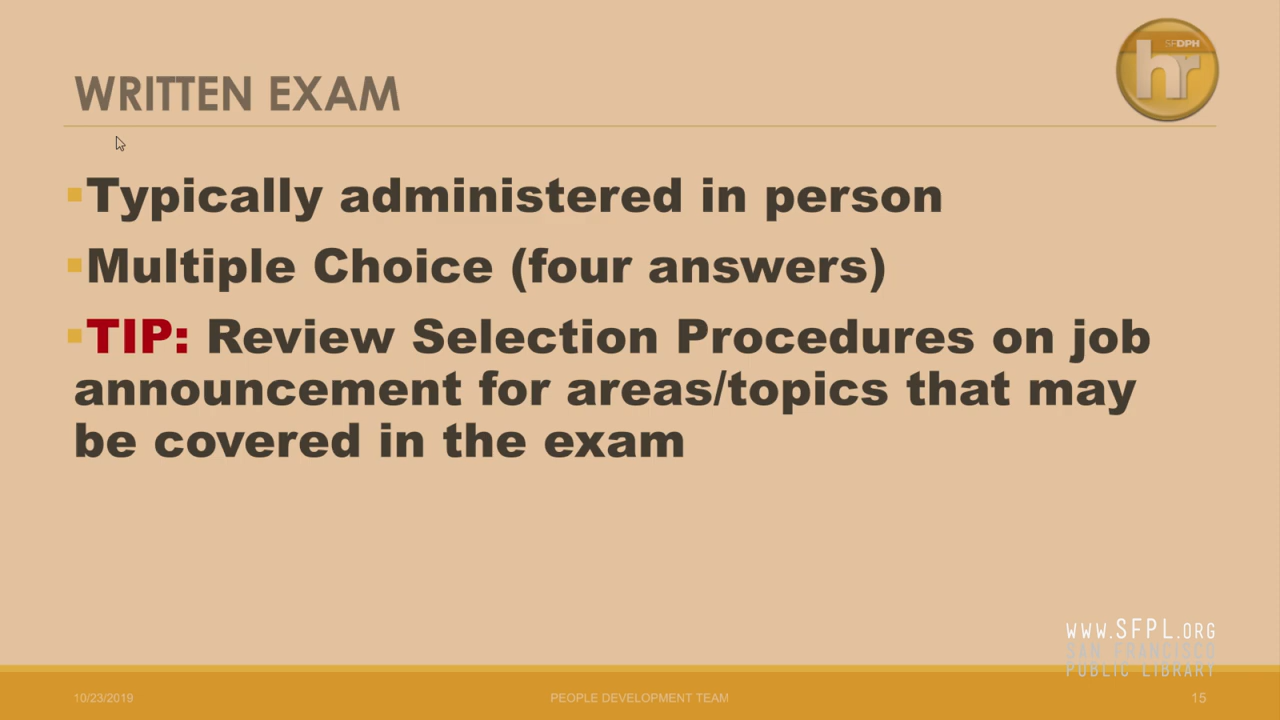 SFDPH
hr
WRITTEN EXAM
▪Typically administered in person
▪Multiple Choice (four answers)
▪TIP: Review Selection Procedures on job
announcement for areas/topics that may
be covered in the exam
WWW.SFPL.ORG
SAN FRANCISCO
PUBLIC LIBRARY
10/23/2019
PEOPLE DEVELOPMENT TEAM
15